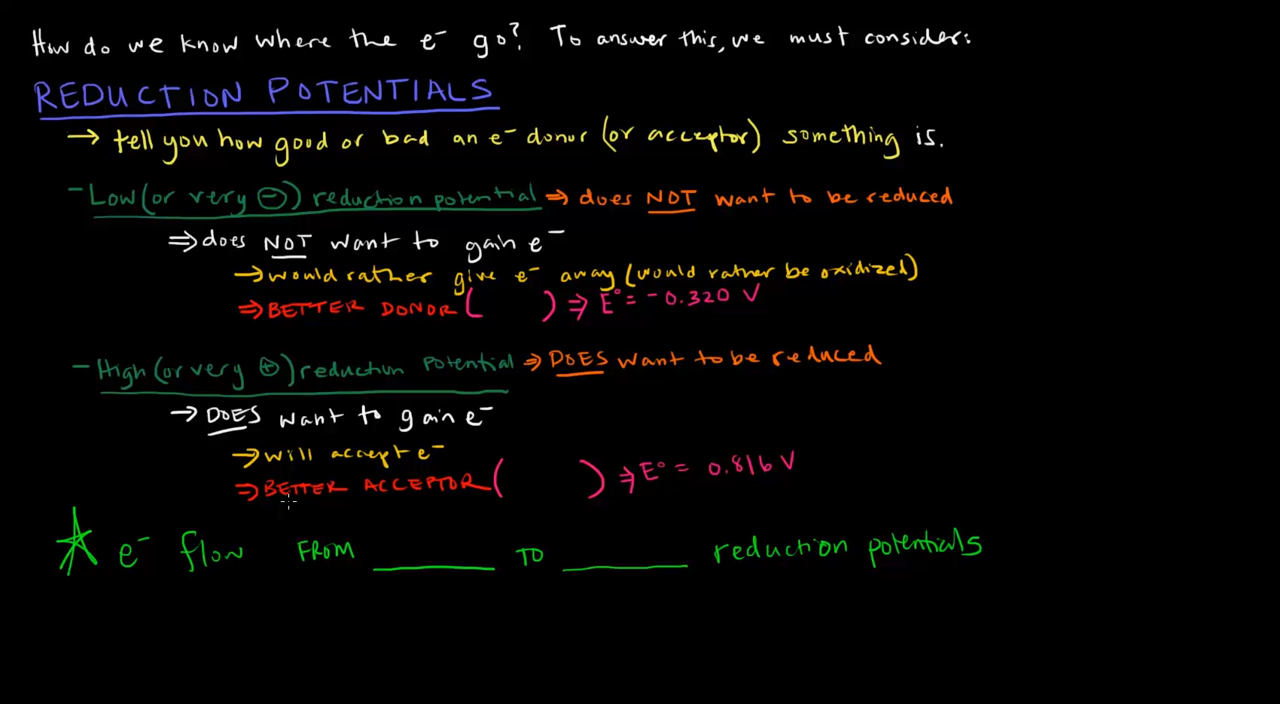 How do we know where the e⁻ go? To answer this, we must consider:
REDUCTION POTENTIALS
→ tell you how good or bad an e⁻ donor (or acceptor) something is.
- Low (or very ⊖) reduction potential ⇒ does NOT want to be reduced
⇒ does NOT want to gain e⁻
→ would rather give e⁻ away (would rather be oxidized)
⇒ BETTER DONOR ( ) ⇒ E° = -0.320 V
- High (or very ⊕) reduction potential ⇒ DOES want to be reduced
→ DOES want to gain e⁻
→ will accept e⁻
⇒ BETTER ACCEPTOR ( ) ⇒ E° = 0.816 V
☆ e⁻ flow FROM ______ TO ______ reduction potentials